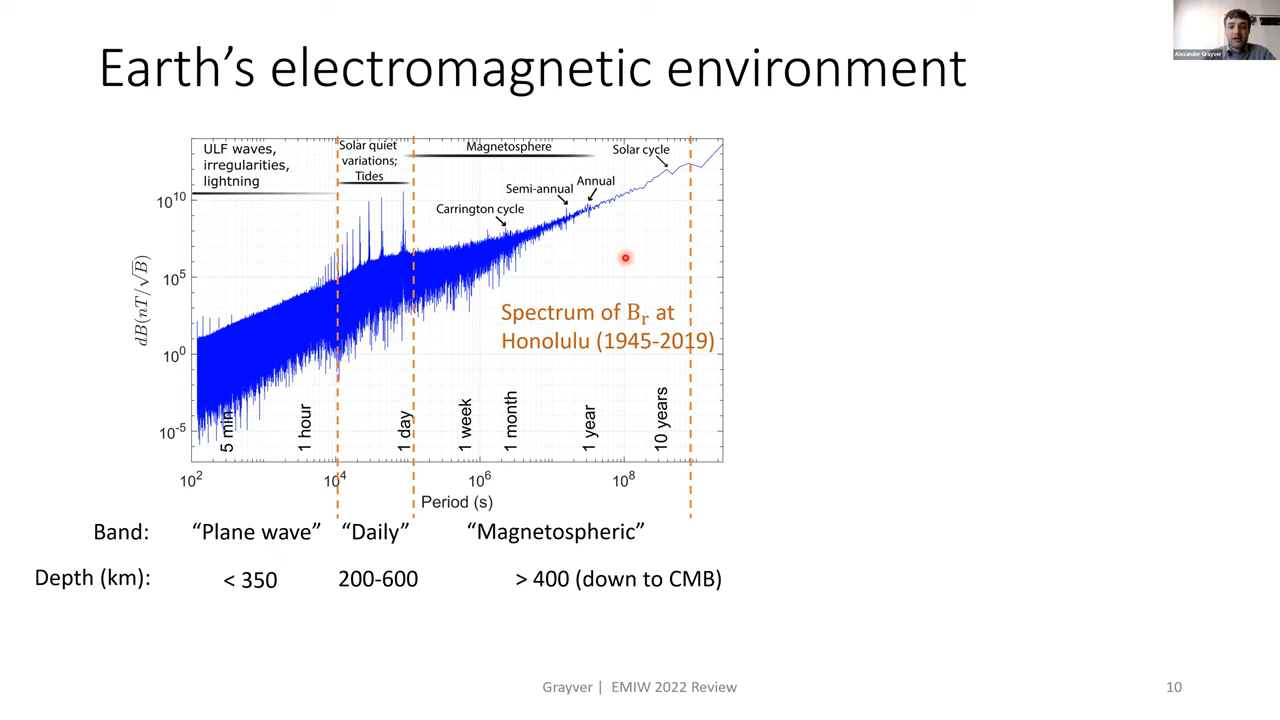 Earth's electromagnetic environment
Alexander Grayver
ULF waves,
irregularities,
lightning
Solar quiet
variations;
Tides
Magnetosphere
Solar cycle
Semi-annual
Annual
Carrington cycle
10^10
10^5
10^0
10^-5
dB(nT/√B)
Spectrum of B_r at
Honolulu (1945-2019)
5 min
1 hour
1 day
1 week
1 month
1 year
10 years
10^2
10^4
10^6
10^8
Period (s)
Band: "Plane wave" "Daily" "Magnetospheric"
Depth (km): < 350 200-600 > 400 (down to CMB)
Grayver | EMIW 2022 Review
10